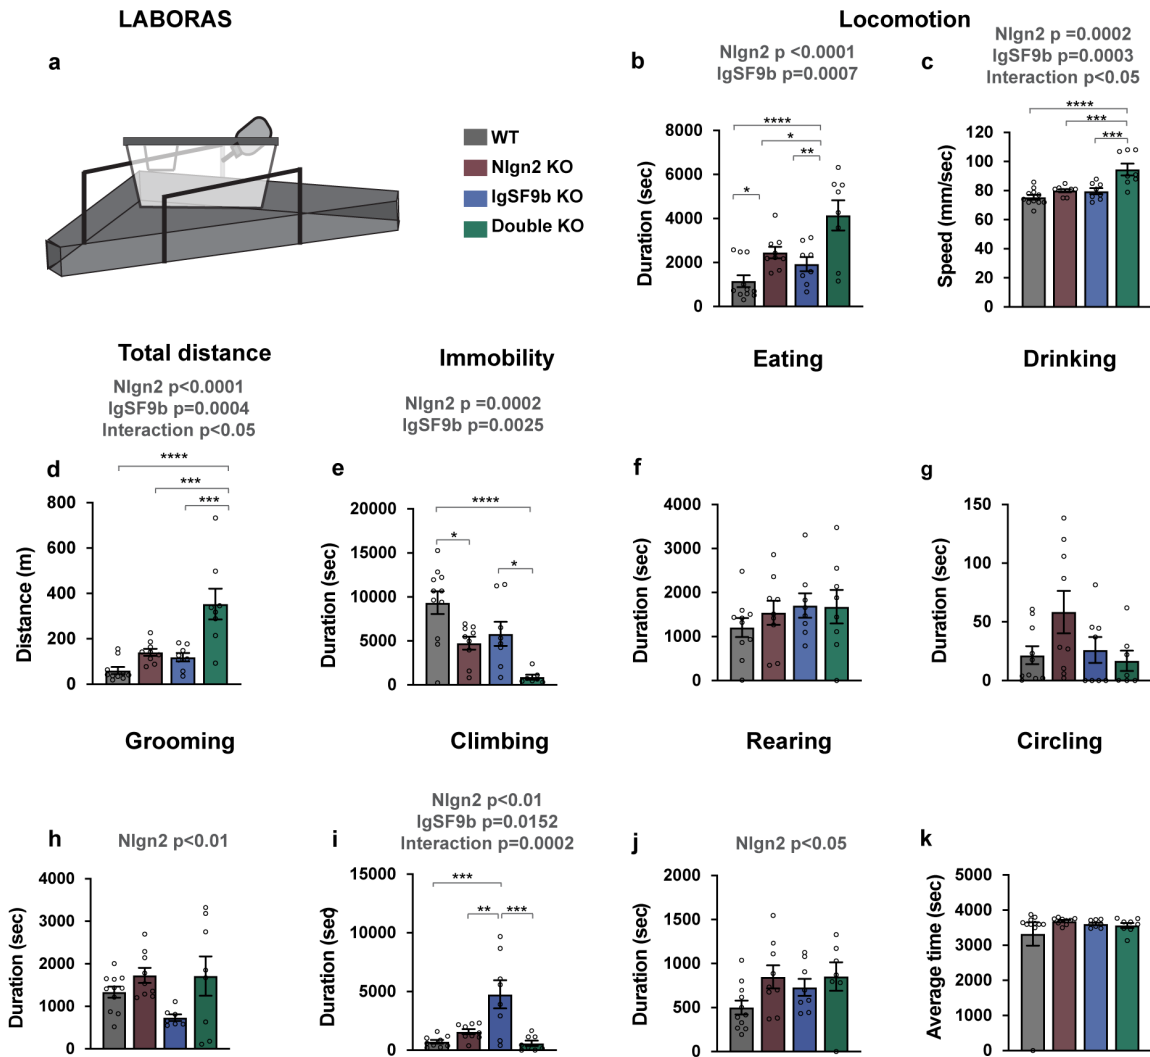 LABORAS
Locomotion
a
WT
Nlgn2 KO
IgSF9b KO
Double KO
b
Nlgn2 p <0.0001
IgSF9b p=0.0007
****
*
**
*
Duration (sec)
8000
6000
4000
2000
0
c
Nlgn2 p =0.0002
IgSF9b p=0.0003
Interaction p<0.05
****
***
***
Speed (mm/sec)
120
100
80
60
40
20
0
Total distance
Nlgn2 p<0.0001
IgSF9b p=0.0004
Interaction p<0.05
d
****
***
***
Distance (m)
800
600
400
200
0
Immobility
Nlgn2 p =0.0002
IgSF9b p=0.0025
e
****
*
*
Duration (sec)
20000
15000
10000
5000
0
Eating
f
Duration (sec)
4000
3000
2000
1000
0
Drinking
g
Duration (sec)
150
100
50
0
Grooming
h
Nlgn2 p<0.01
Duration (sec)
4000
3000
2000
1000
0
Climbing
Nlgn2 p<0.01
IgSF9b p=0.0152
Interaction p=0.0002
i
***
**
***
Duration (sec)
15000
10000
5000
0
Rearing
j
Nlgn2 p<0.05
Duration (sec)
2000
1500
1000
500
0
Circling
k
Average time (sec)
5000
4000
3000
2000
1000
0